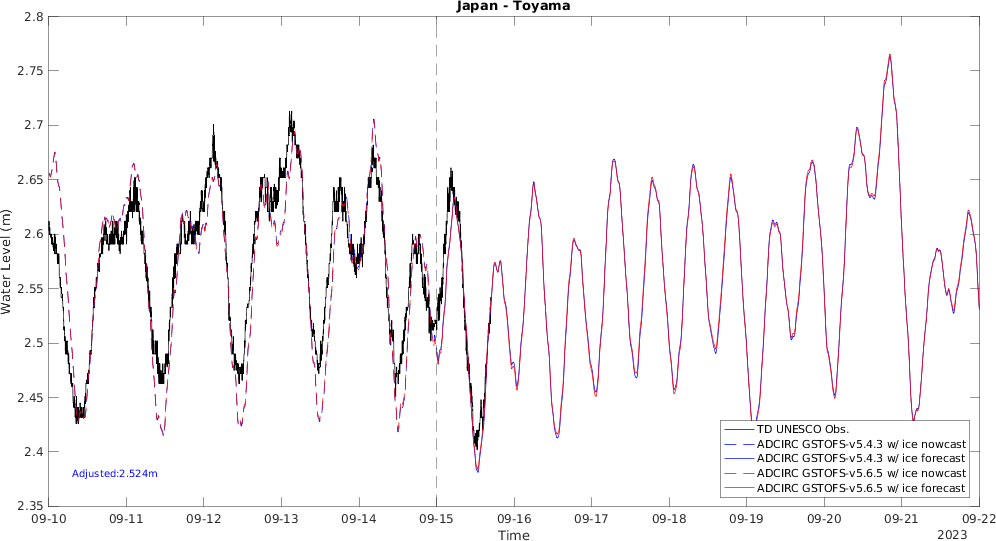 Japan - Toyama
2.8
2.75
2.7
2.65
2.6
2.55
2.5
2.45
2.4
2.35
Water Level (m)
Adjusted:2.524m
TD UNESCO Obs.
ADCIRC GSTOFS-v5.4.3 w/ ice nowcast
ADCIRC GSTOFS-v5.4.3 w/ ice forecast
ADCIRC GSTOFS-v5.6.5 w/ ice nowcast
ADCIRC GSTOFS-v5.6.5 w/ ice forecast
09-10 09-11 09-12 09-13 09-14 09-15 09-16 09-17 09-18 09-19 09-20 09-21 09-22
Time
2023